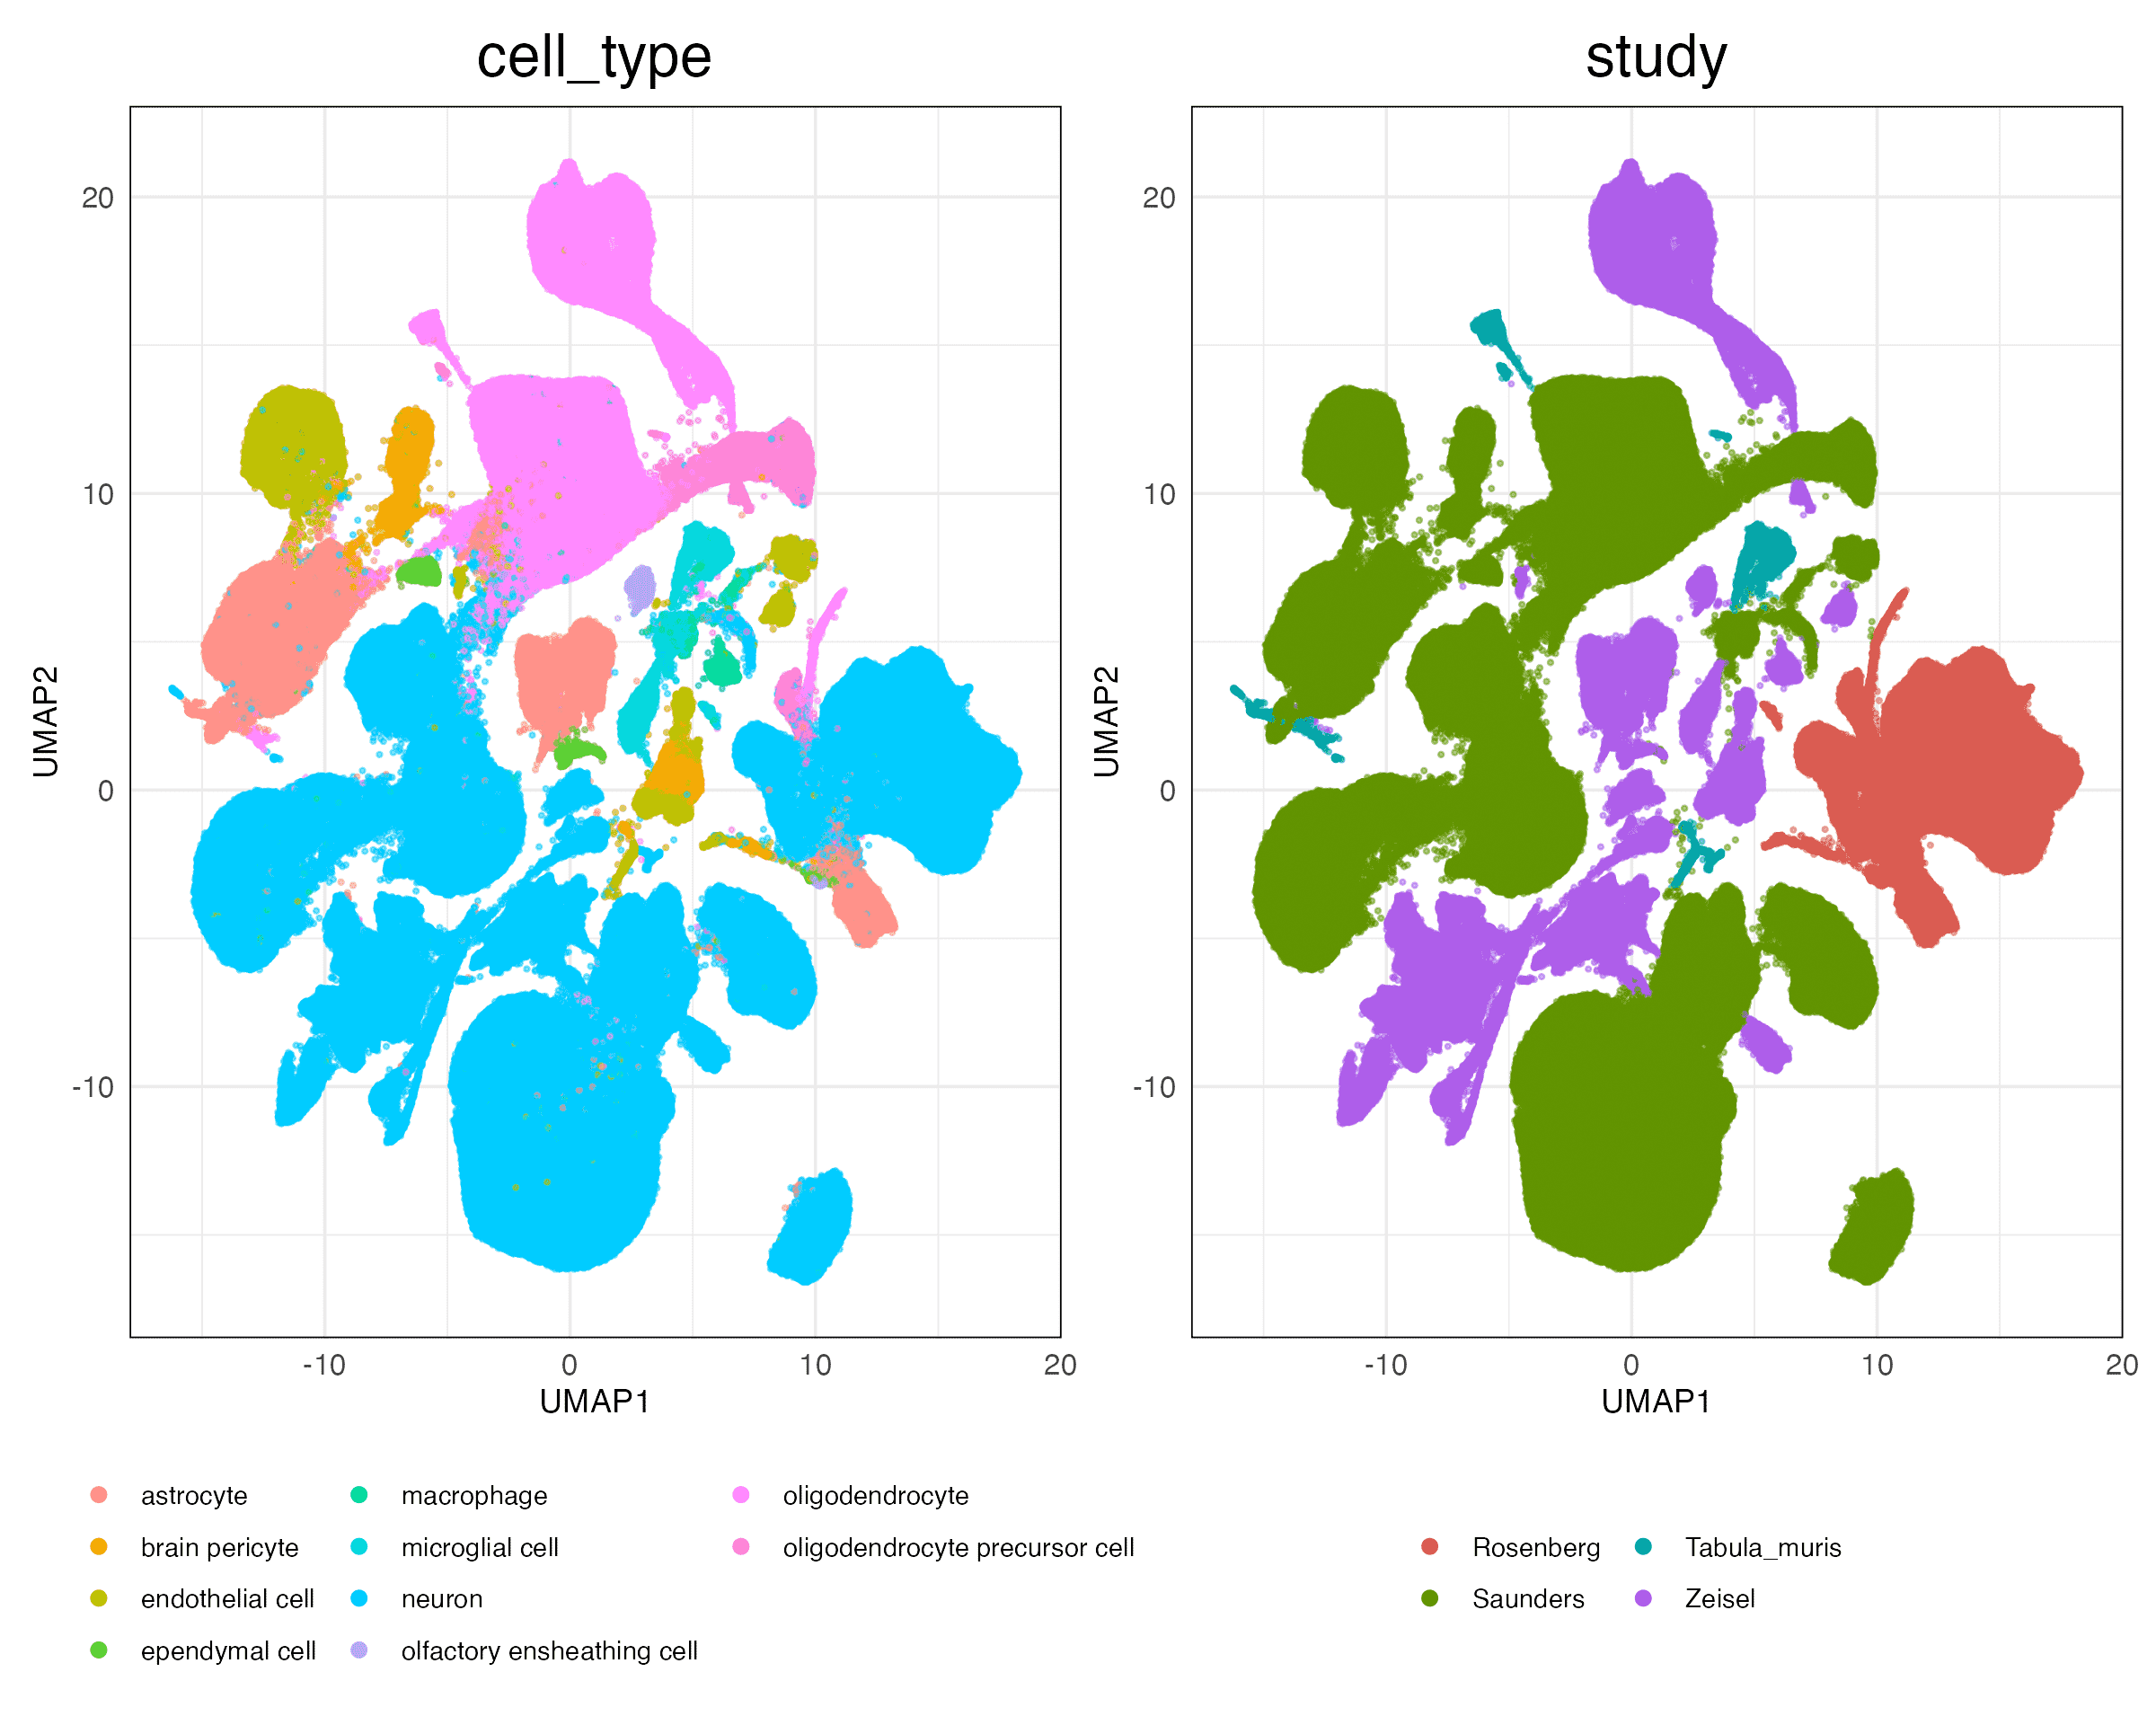 cell_type
study
20
10
0
-10
UMAP2
-10
0
10
20
UMAP1
20
10
0
-10
UMAP2
-10
0
10
20
UMAP1
astrocyte
brain pericyte
endothelial cell
ependymal cell
macrophage
microglial cell
neuron
olfactory ensheathing cell
oligodendrocyte
oligodendrocyte precursor cell
Rosenberg
Saunders
Tabula_muris
Zeisel